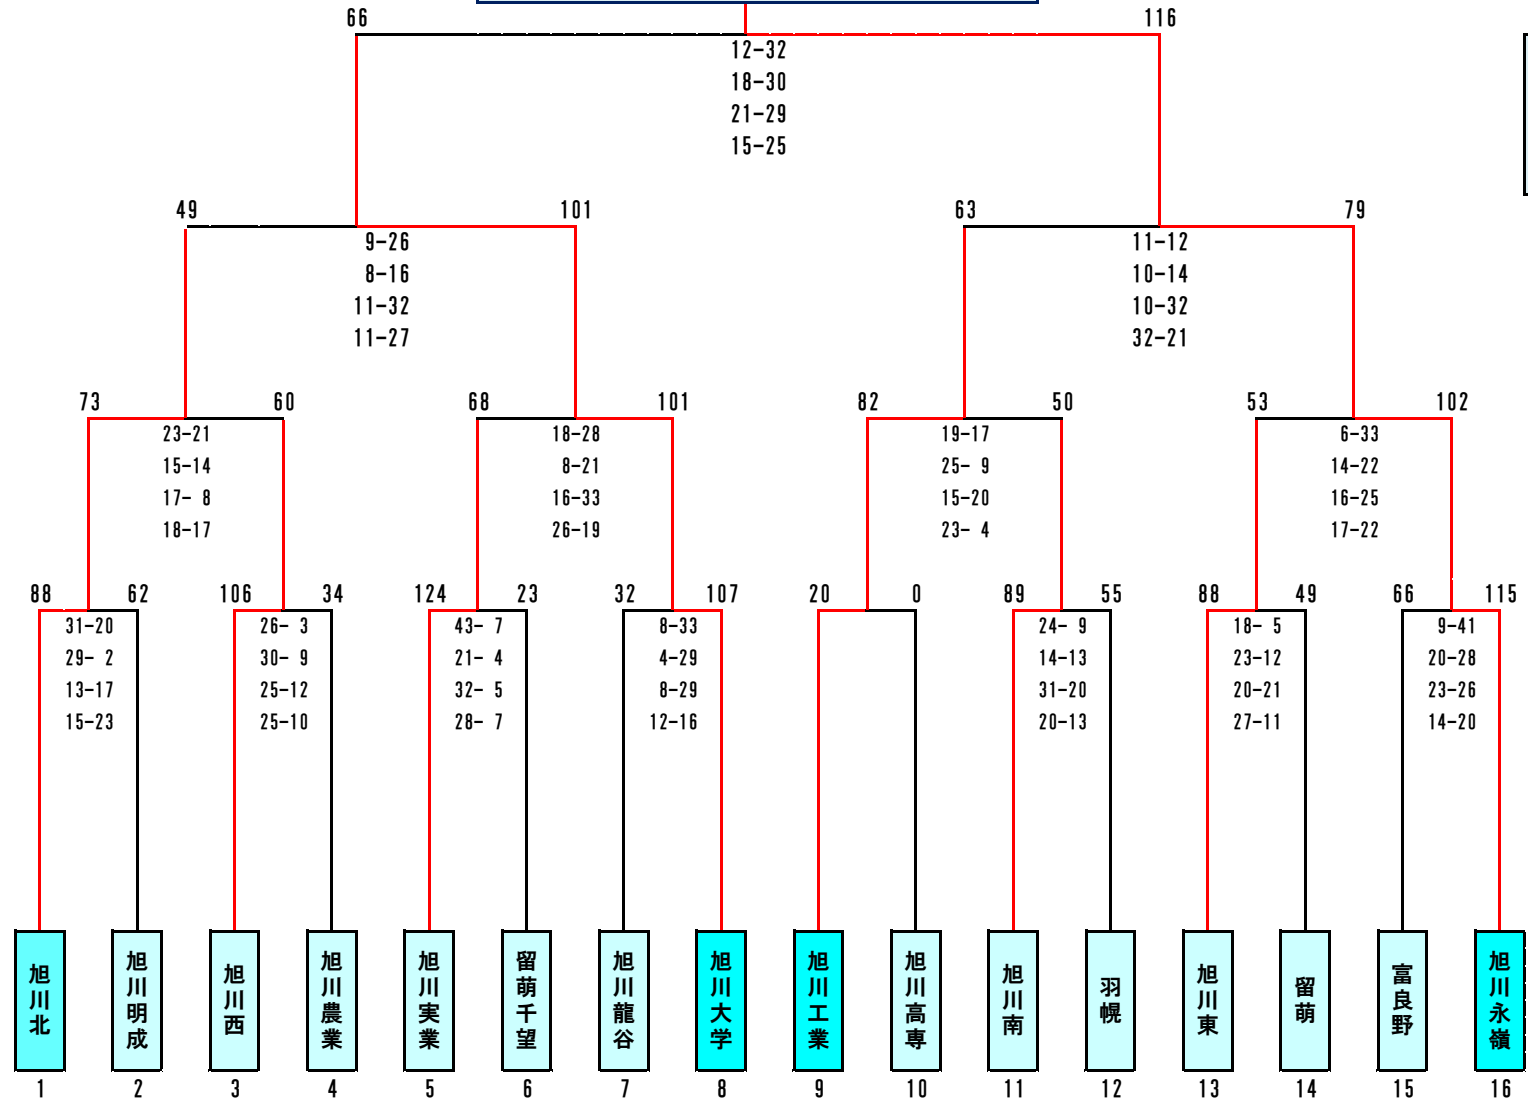 66 116
12-32
18-30
21-29
15-25
49 101 63 79
9-26 11-12
8-16 10-14
11-32 10-32
11-27 32-21
73 60 68 101 82 50 53 102
23-21 18-28 19-17 6-33
15-14 8-21 25- 9 14-22
17- 8 16-33 15-20 16-25
18-17 26-19 23- 4 17-22
88 62 106 34 124 23 32 107 20 0 89 55 88 49 66 115
31-20 26- 3 43- 7 8-33 24- 9 18- 5 9-41
29- 2 30- 9 21- 4 4-29 14-13 23-12 20-28
13-17 25-12 32- 5 8-29 31-20 20-21 23-26
15-23 25-10 28- 7 12-16 20-13 27-11 14-20
旭川北 旭川明成 旭川西 旭川農業 旭川実業 留萌千望 旭川龍谷 旭川大学 旭川工業 旭川高専 旭川南 羽幌 旭川東 留萌 富良野 旭川永嶺
1 2 3 4 5 6 7 8 9 10 11 12 13 14 15 16